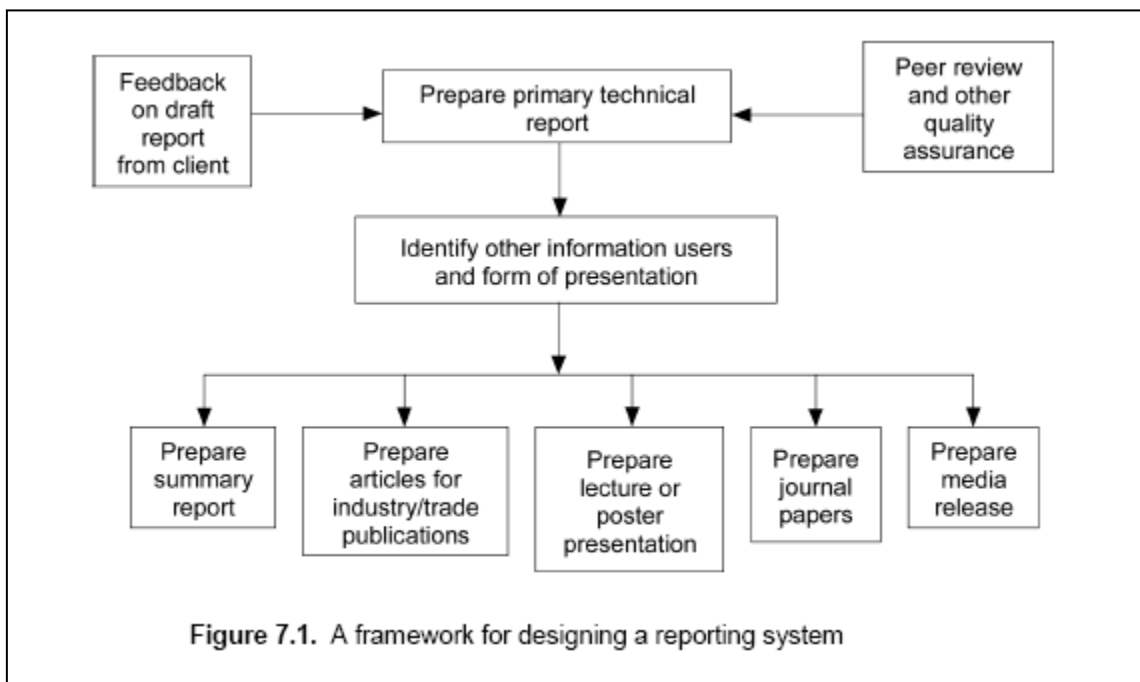 Feedback
on draft
report
from client
Prepare primary technical
report
Peer review
and other
quality
assurance
Identify other information users
and form of presentation
Prepare
summary
report
Prepare
articles for
industry/trade
publications
Prepare
lecture or
poster
presentation
Prepare
journal
papers
Prepare
media
release
Figure 7.1. A framework for designing a reporting system